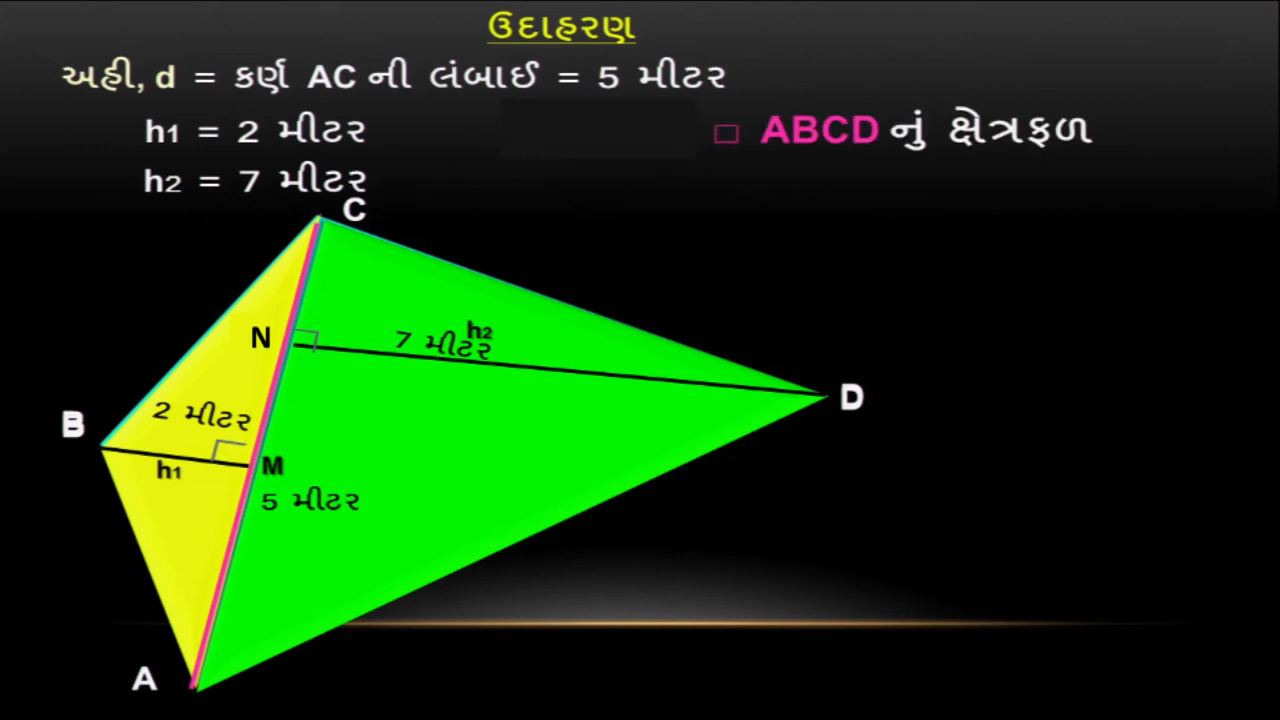 ઉદાહરણ
અહી, d = કર્ણ AC ની લંબાઈ = 5 મીટર
h1 = 2 મીટર
□ ABCD નું ક્ષેત્રફળ
h2 = 7 મીટર
C
N
h2
7 મીટર
D
B
2 મીટર
h1
M
5 મીટર
A